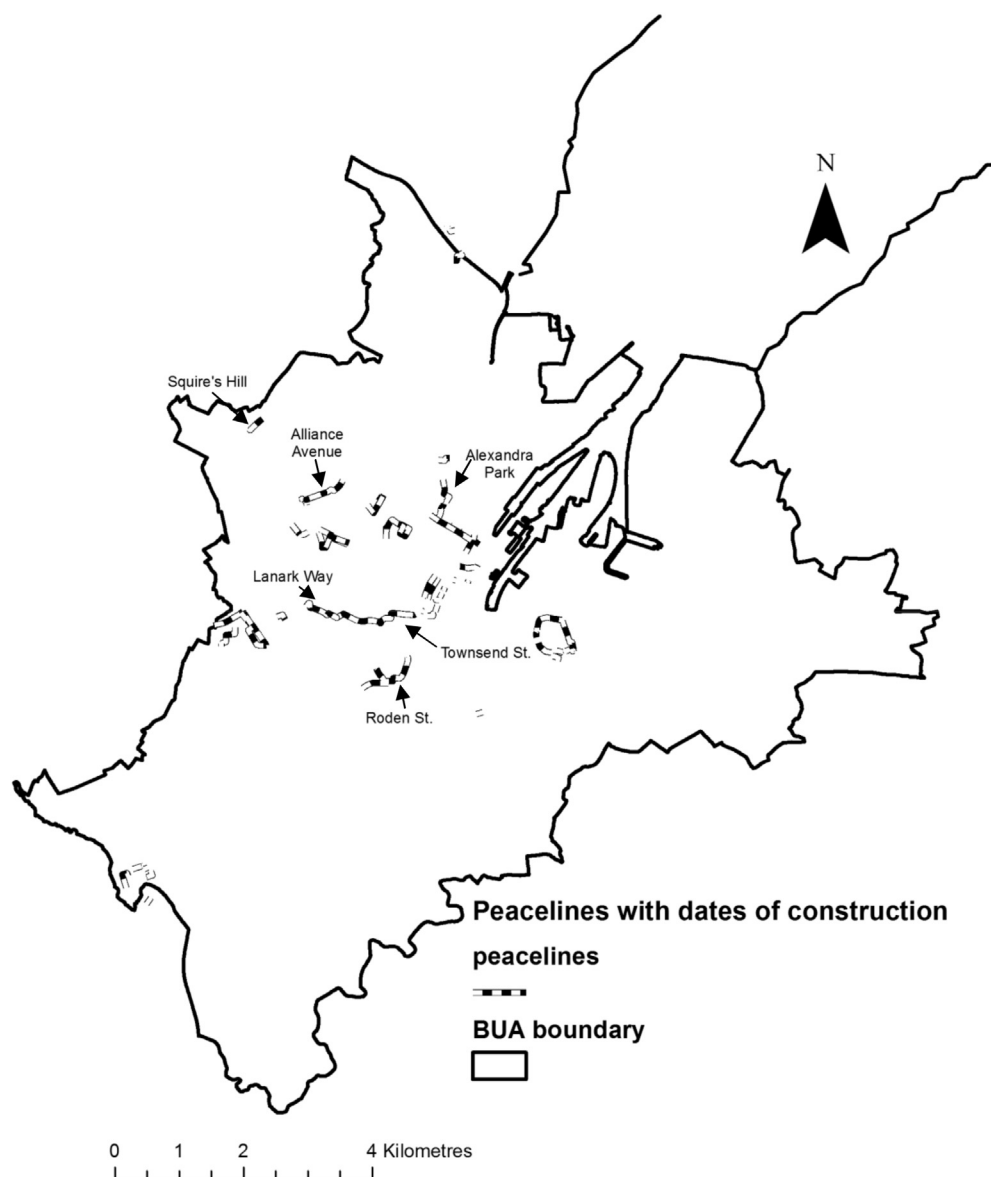 N
Squire's Hill
Alliance
Avenue
Alexandra
Park
Lanark Way
Townsend St.
Roden St.
Peacelines with dates of construction
peacelines
BUA boundary
0 1 2 4 Kilometres